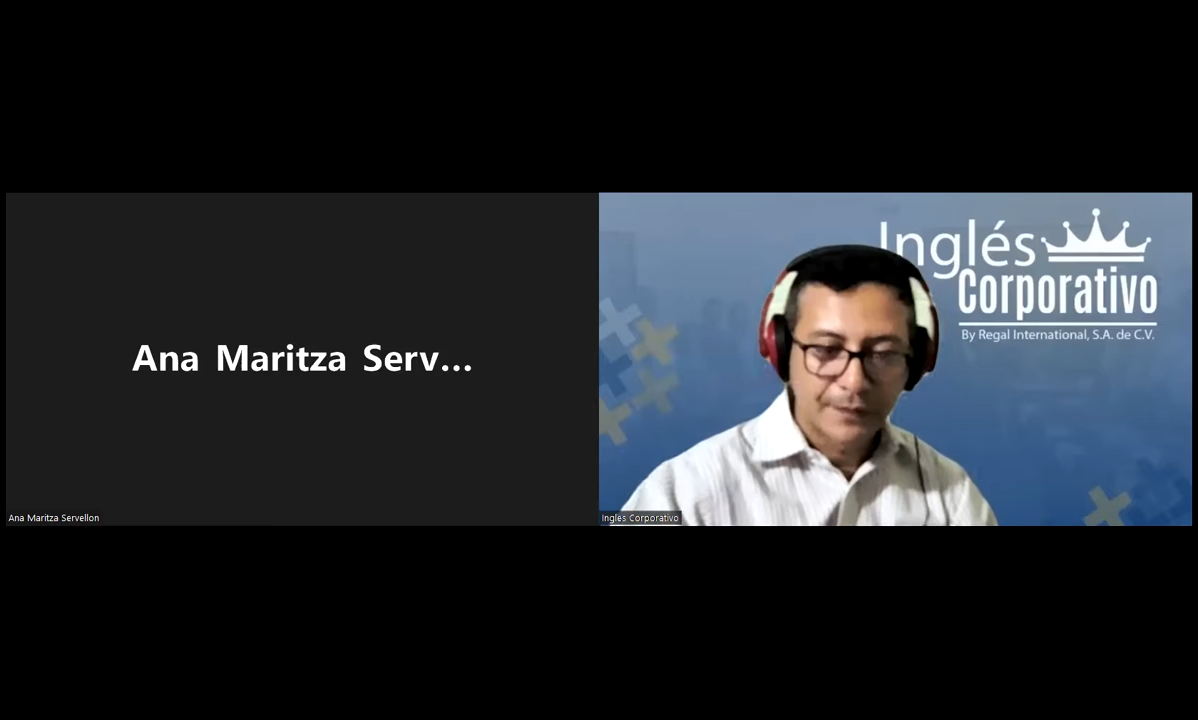 Ana Maritza Serv...
Ana Maritza Servellon
Inglés
Corporativo
By Regal International, S.A. de C.V.
Inglés Corporativo